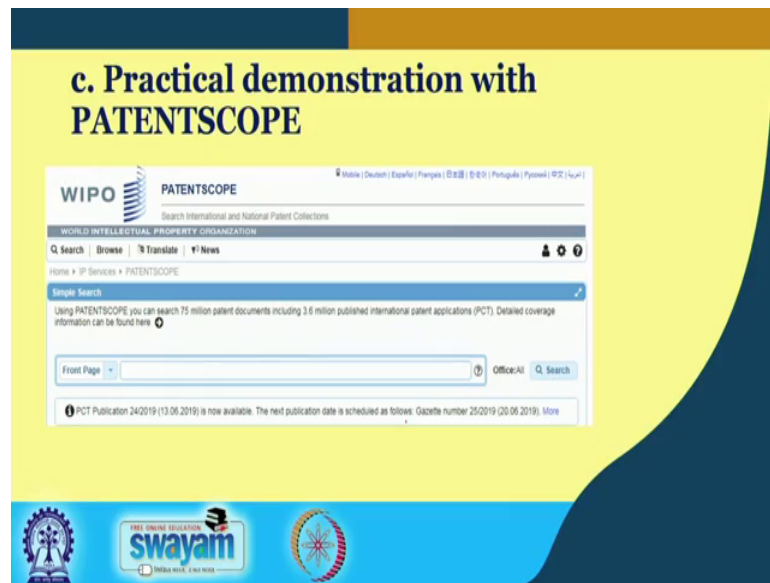 c. Practical demonstration with
PATENTSCOPE
Mobile | Deutsch | Español | Français | 日本語 | 한국어 | Português | Русский | 中文 | العربية |
WIPO
PATENTSCOPE
Search International and National Patent Collections
WORLD INTELLECTUAL PROPERTY ORGANIZATION
Search | Browse | Translate | News
Home ▸ IP Services ▸ PATENTSCOPE
Simple Search
Using PATENTSCOPE you can search 75 million patent documents including 3.6 million published international patent applications (PCT). Detailed coverage
information can be found here
Front Page
Office:All
Search
PCT Publication 24/2019 (13.06.2019) is now available. The next publication date is scheduled as follows: Gazette number 25/2019 (20.06.2019). More
FREE ONLINE EDUCATION
swayam